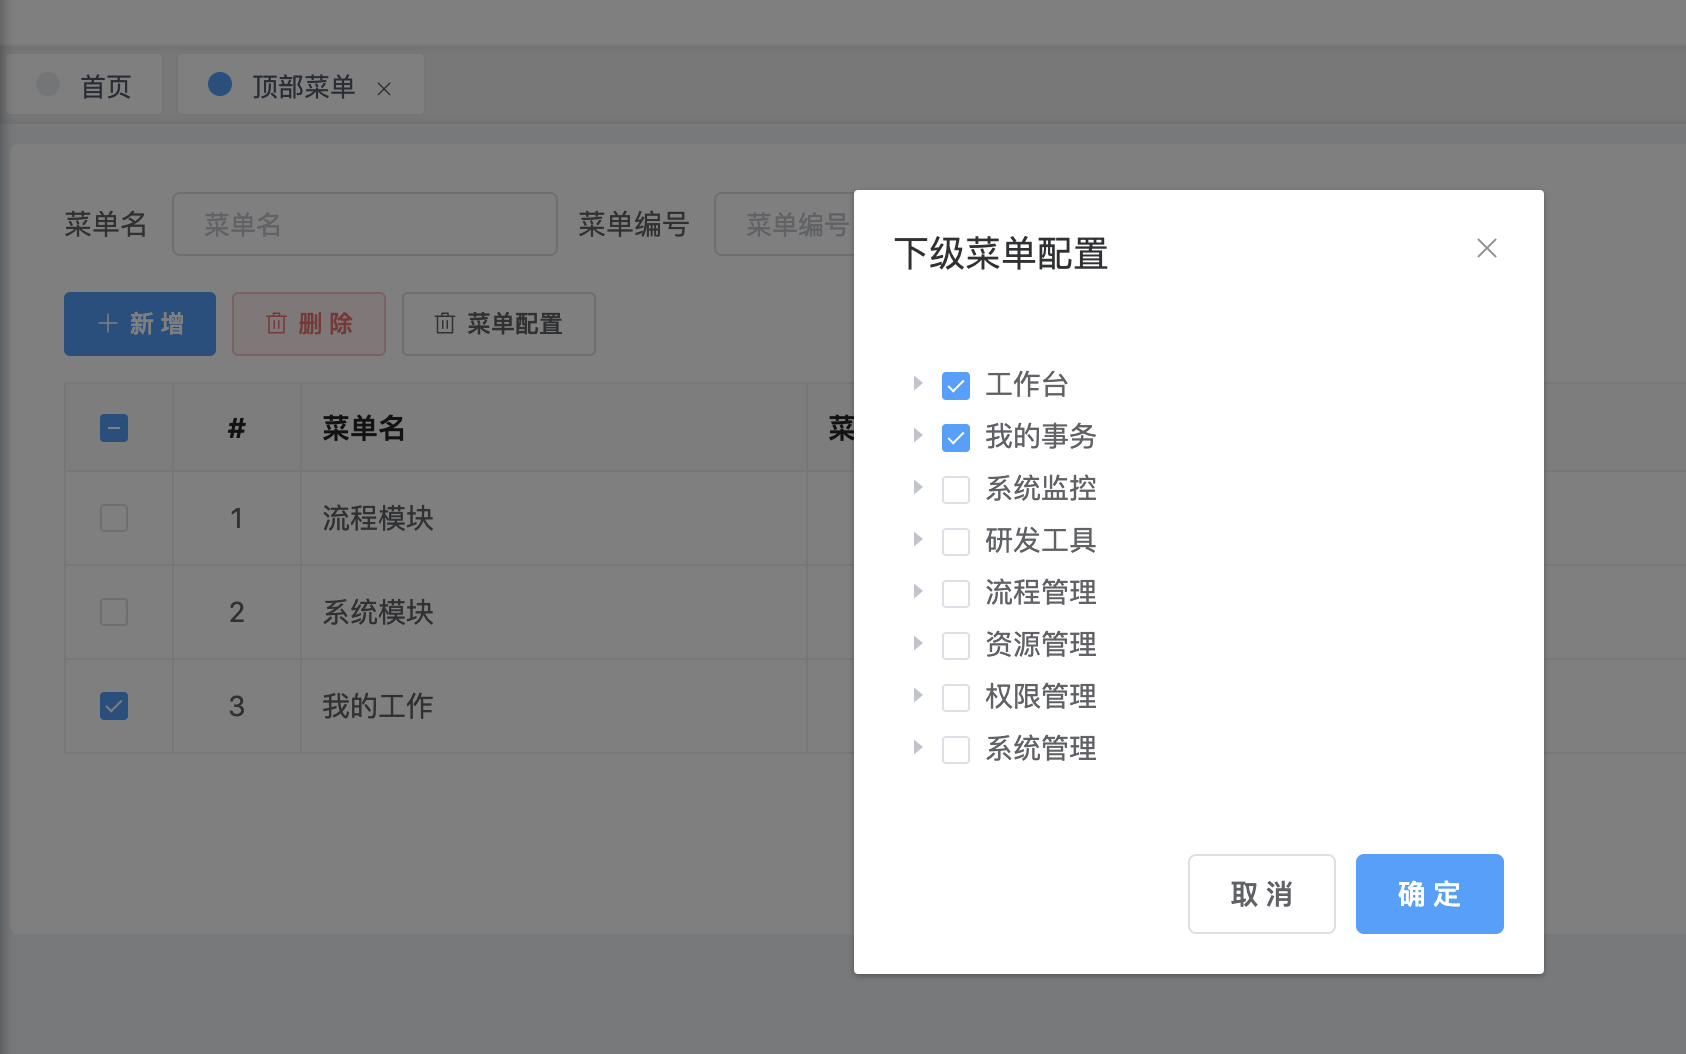 首页
顶部菜单 ×
菜单名 菜单名 菜单编号 菜单编号
+ 新 增 删 除 菜单配置
# 菜单名 菜
1 流程模块
2 系统模块
3 我的工作
下级菜单配置
工作台
我的事务
系统监控
研发工具
流程管理
资源管理
权限管理
系统管理
取 消 确 定